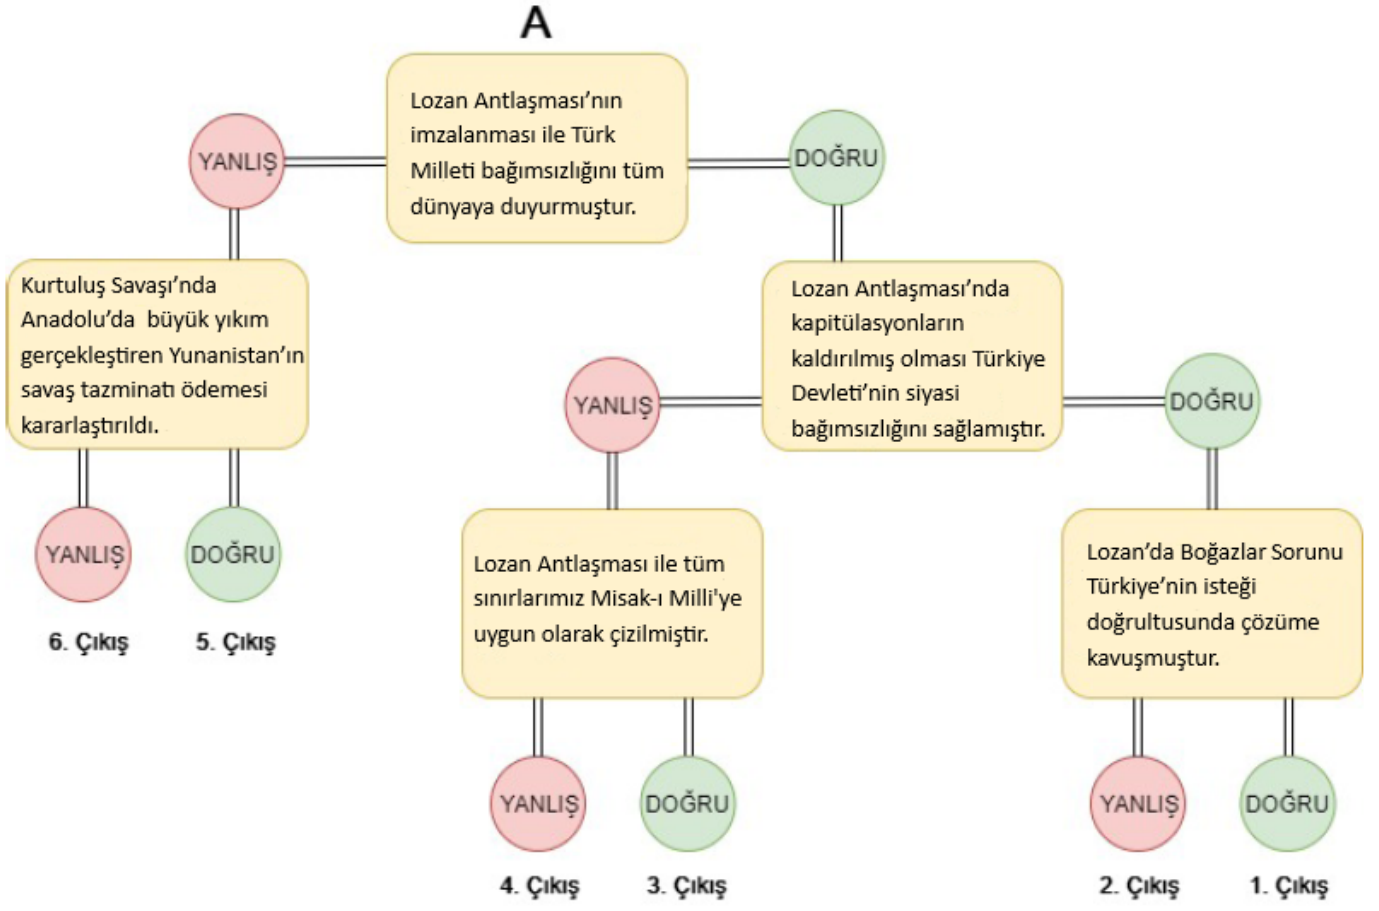 A
Lozan Antlaşması’nın
imzalanması ile Türk
Milleti bağımsızlığını tüm
dünyaya duyurmuştur.
YANLIŞ
DOĞRU
Kurtuluş Savaşı’nda
Anadolu’da büyük yıkım
gerçekleştiren Yunanistan’ın
savaş tazminatı ödemesi
kararlaştırıldı.
Lozan Antlaşması’nda
kapitülasyonların
kaldırılmış olması Türkiye
Devleti’nin siyasi
bağımsızlığını sağlamıştır.
YANLIŞ
DOĞRU
YANLIŞ
DOĞRU
6. Çıkış
5. Çıkış
Lozan Antlaşması ile tüm
sınırlarımız Misak-ı Milli'ye
uygun olarak çizilmiştir.
Lozan’da Boğazlar Sorunu
Türkiye’nin isteği
doğrultusunda çözüme
kavuşmuştur.
YANLIŞ
DOĞRU
YANLIŞ
DOĞRU
4. Çıkış
3. Çıkış
2. Çıkış
1. Çıkış